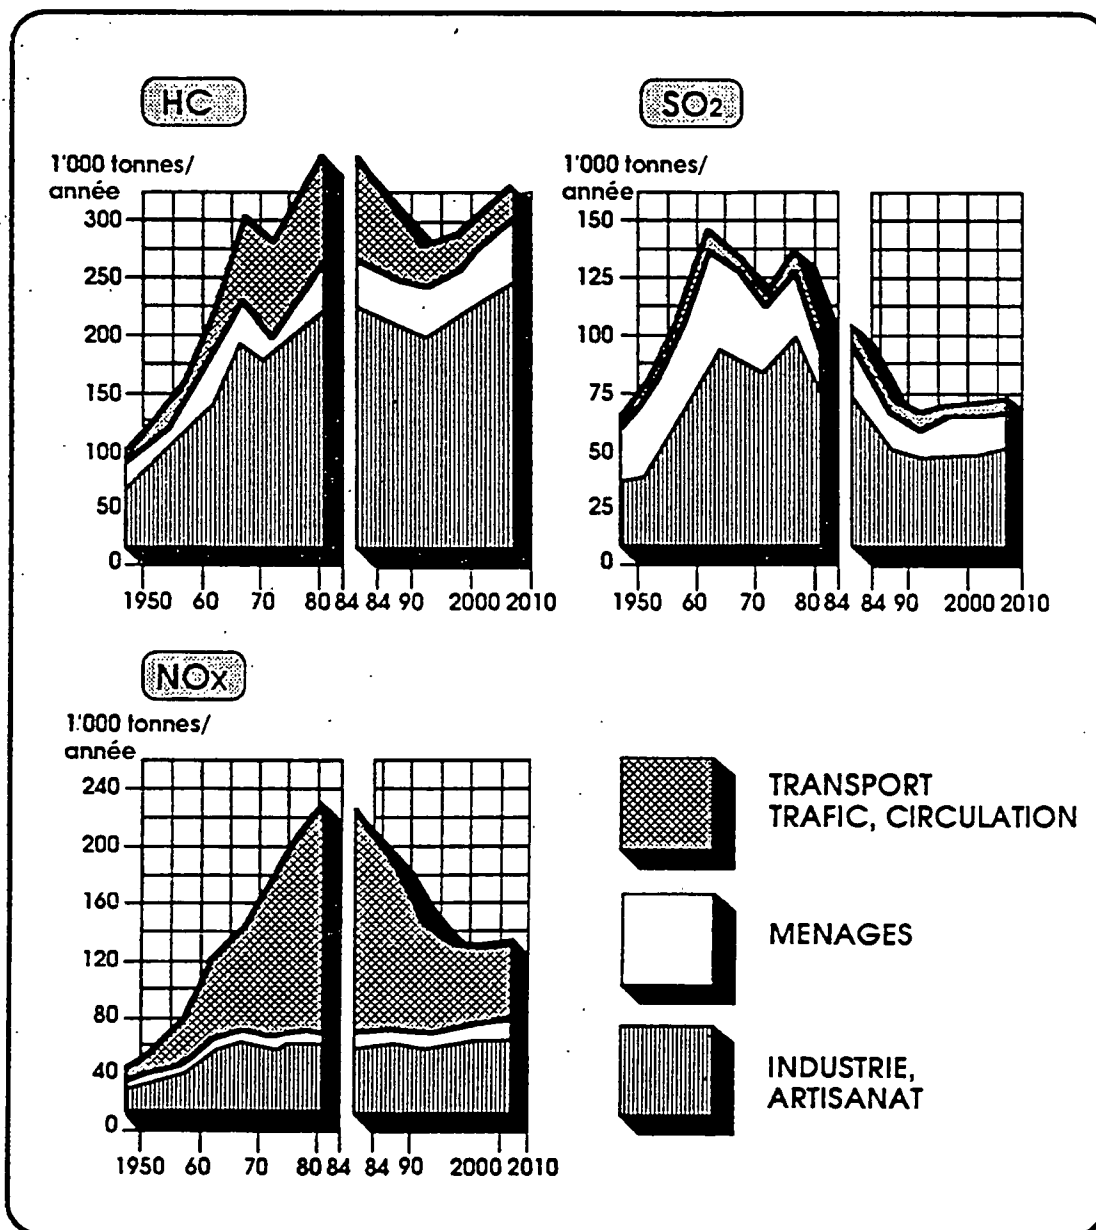 HC
1'000 tonnes/
année
300
250
200
150
100
50
0
1950 60 70 80 84 84 90 2000 2010
SO2
1'000 tonnes/
année
150
125
100
75
50
25
0
1950 60 70 80 84 84 90 2000 2010
NOx
1'000 tonnes/
année
240
200
160
120
80
40
0
1950 60 70 80 84 84 90 2000 2010
TRANSPORT
TRAFIC, CIRCULATION
MENAGES
INDUSTRIE,
ARTISANAT